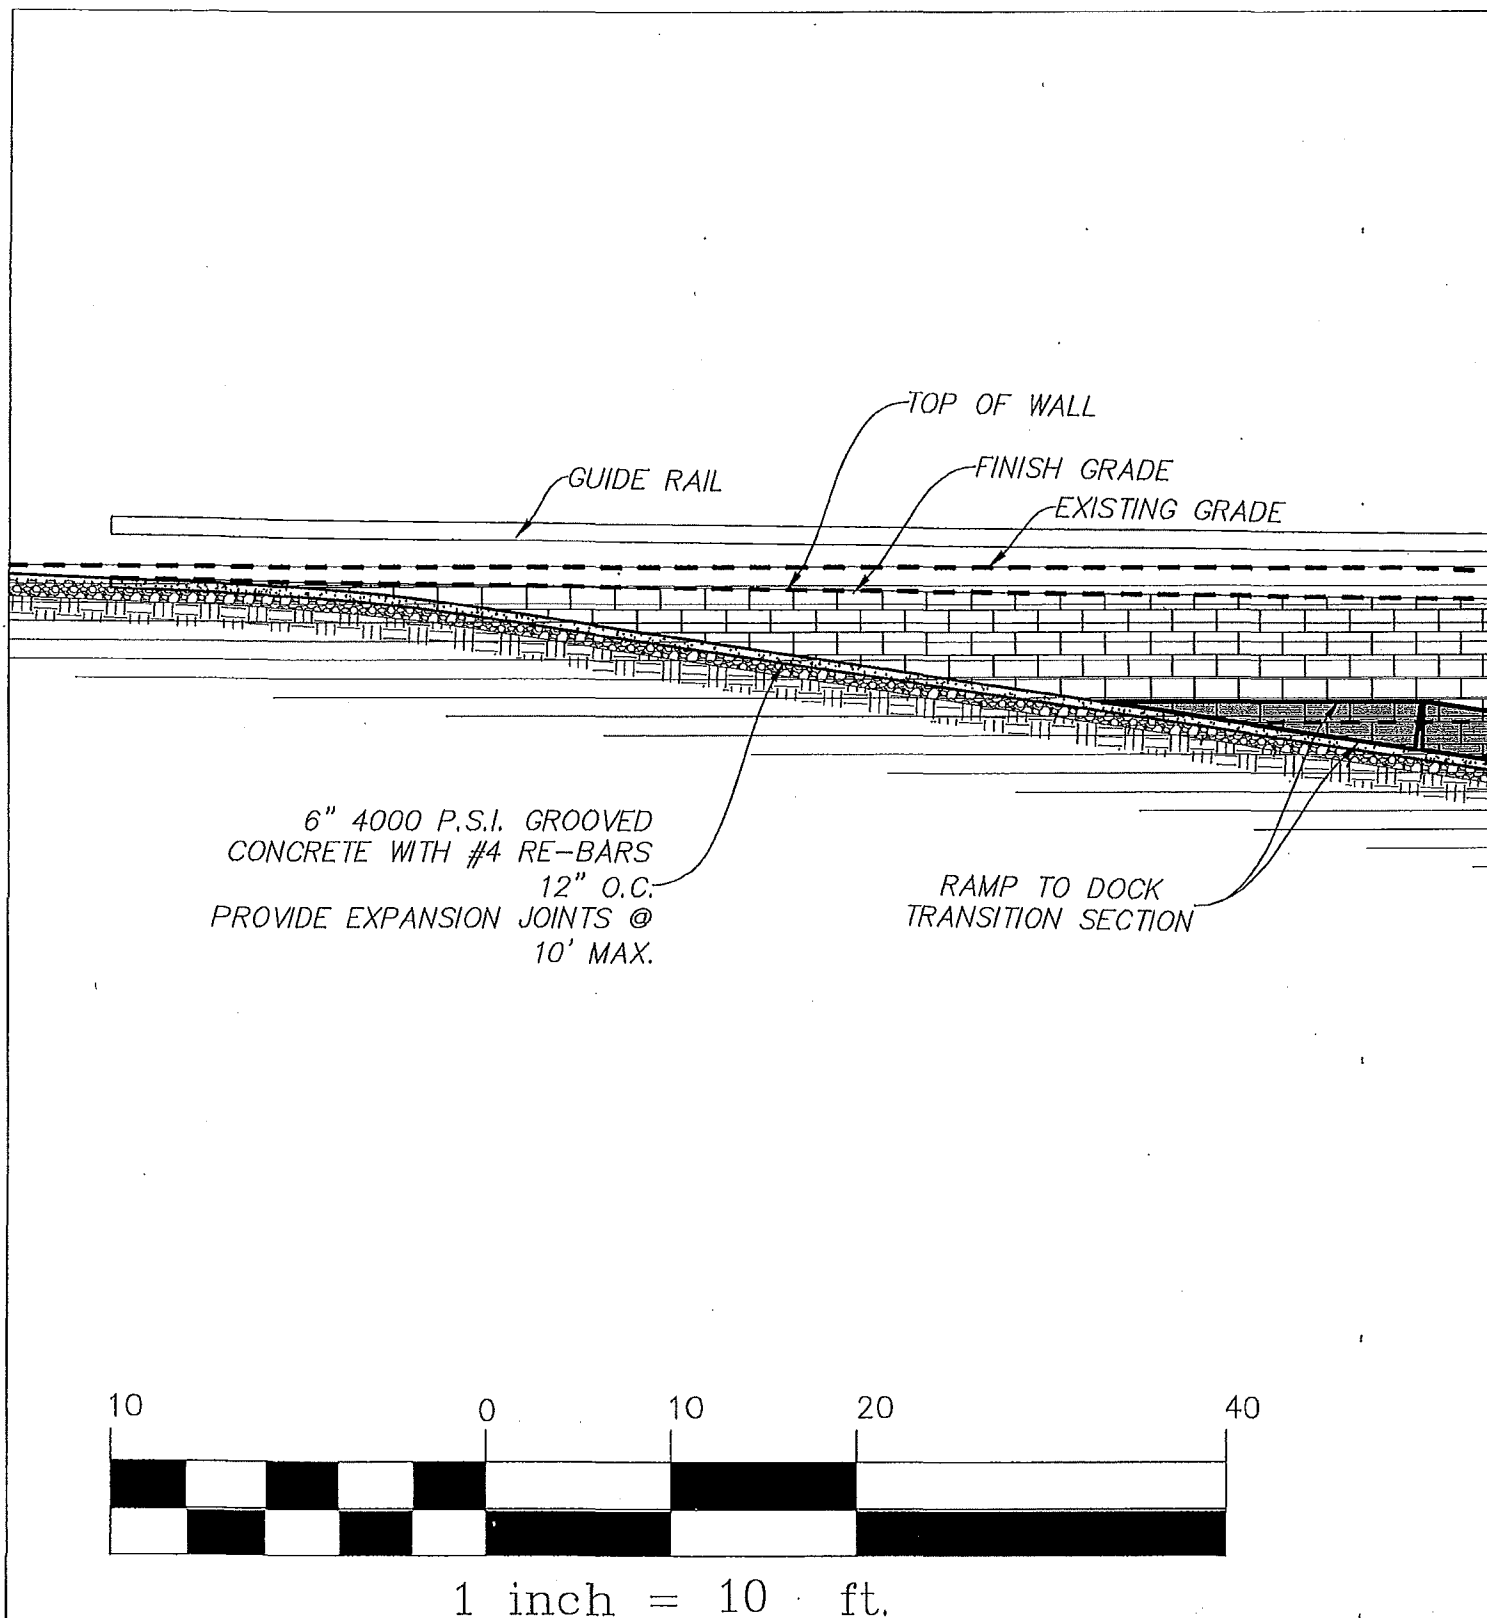 TOP OF WALL
FINISH GRADE
GUIDE RAIL
EXISTING GRADE
6" 4000 P.S.I. GROOVED
CONCRETE WITH #4 RE-BARS
12" O.C.
PROVIDE EXPANSION JOINTS @
10' MAX.
RAMP TO DOCK
TRANSITION SECTION
10 0 10 20 40
1 inch = 10 ft.